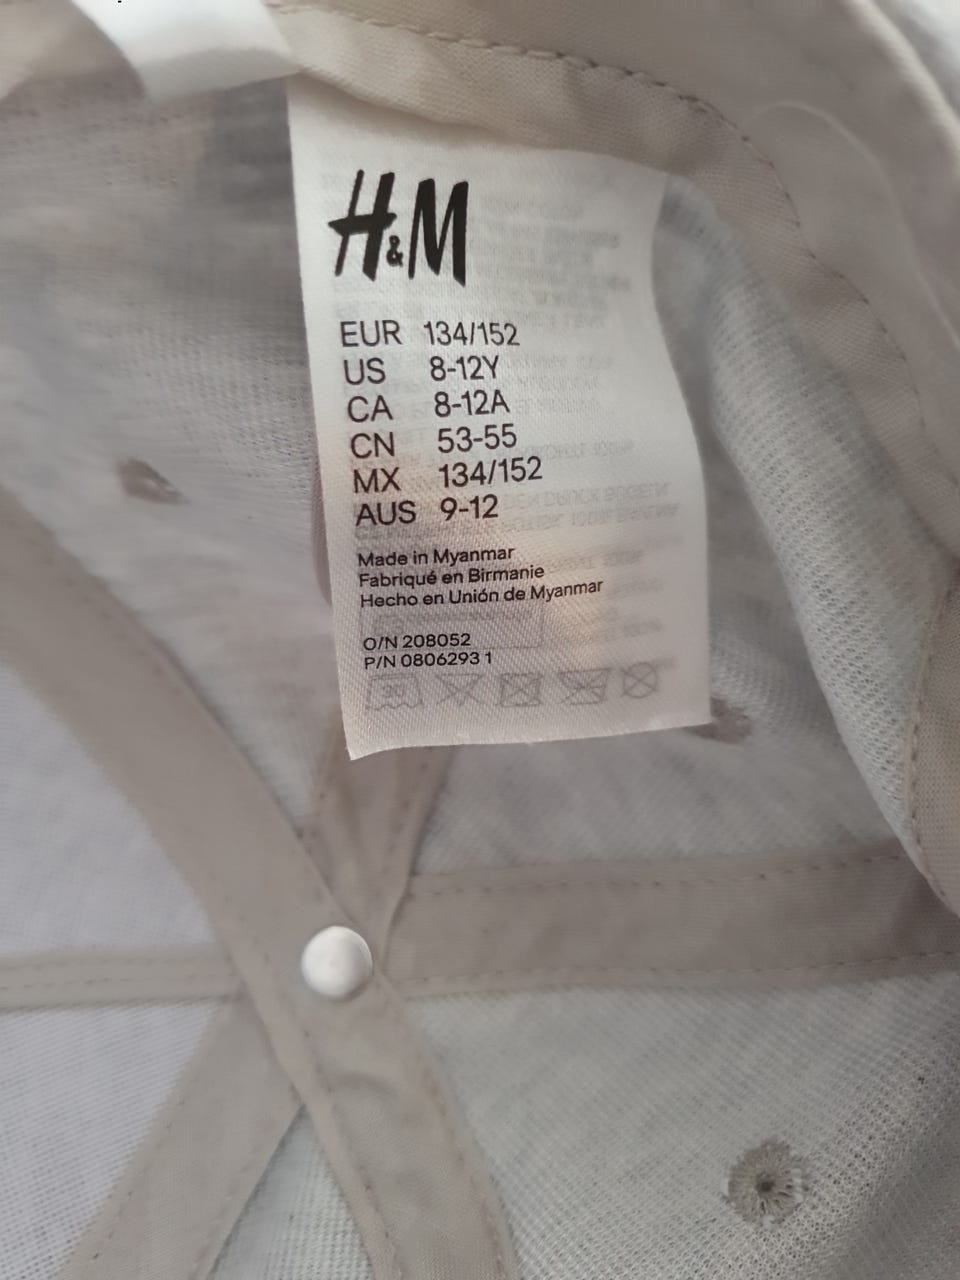 H&M
EUR 134/152
US 8-12Y
CA 8-12A
CN 53-55
MX 134/152
AUS 9-12
Made in Myanmar
Fabriqué en Birmanie
Hecho en Unión de Myanmar
O/N 208052
P/N 0806293 1
30